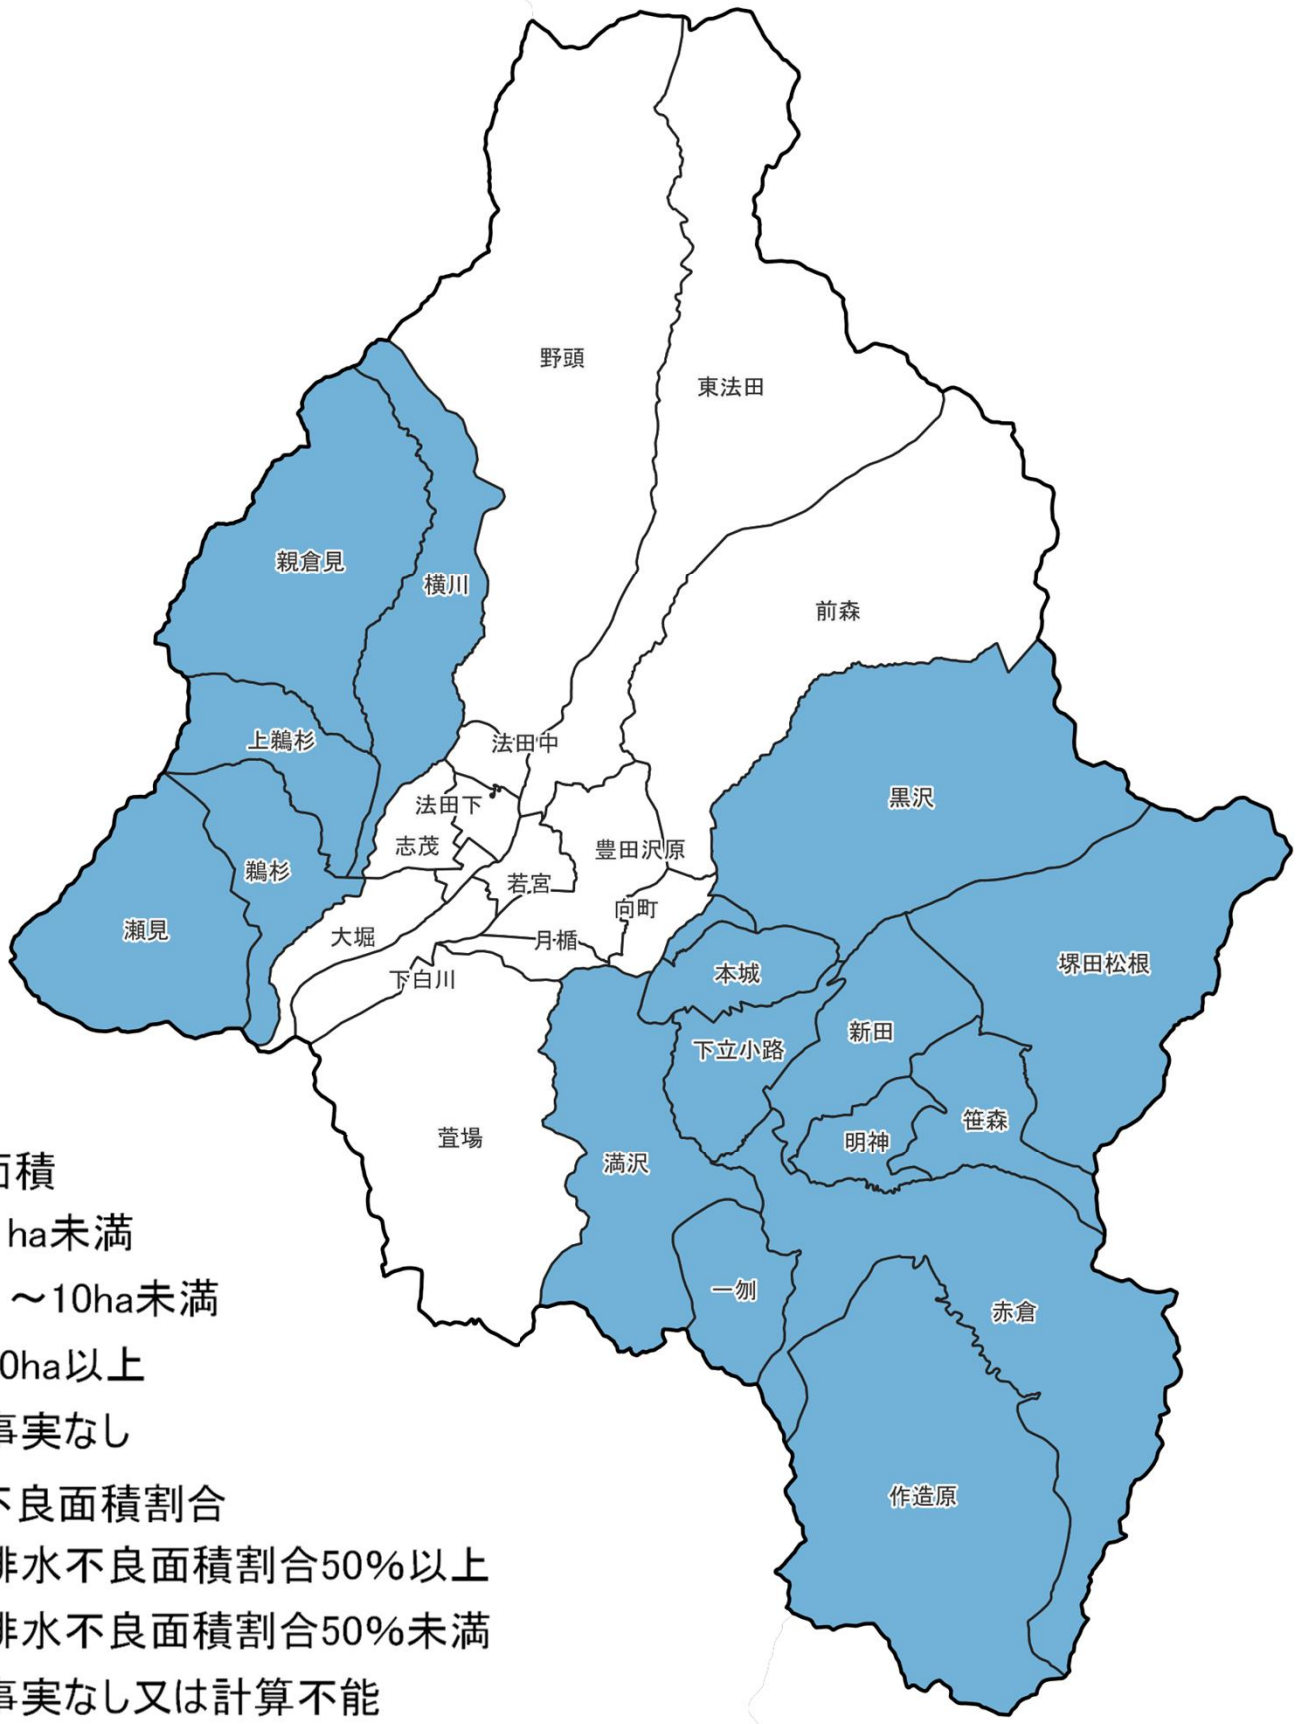 野頭
東法田
親倉見
横川
前森
上鵜杉
法田中
法田下
黒沢
志茂
豊田沢原
鵜杉
若宮
向町
瀬見
大堀
月楯
下白川
本城
堺田松根
新田
下立小路
笹森
萱場
明神
満沢
一刎
赤倉
作造原
面積
ha未満
～10ha未満
0ha以上
事実なし
不良面積割合
排水不良面積割合50%以上
排水不良面積割合50%未満
事実なし又は計算不能